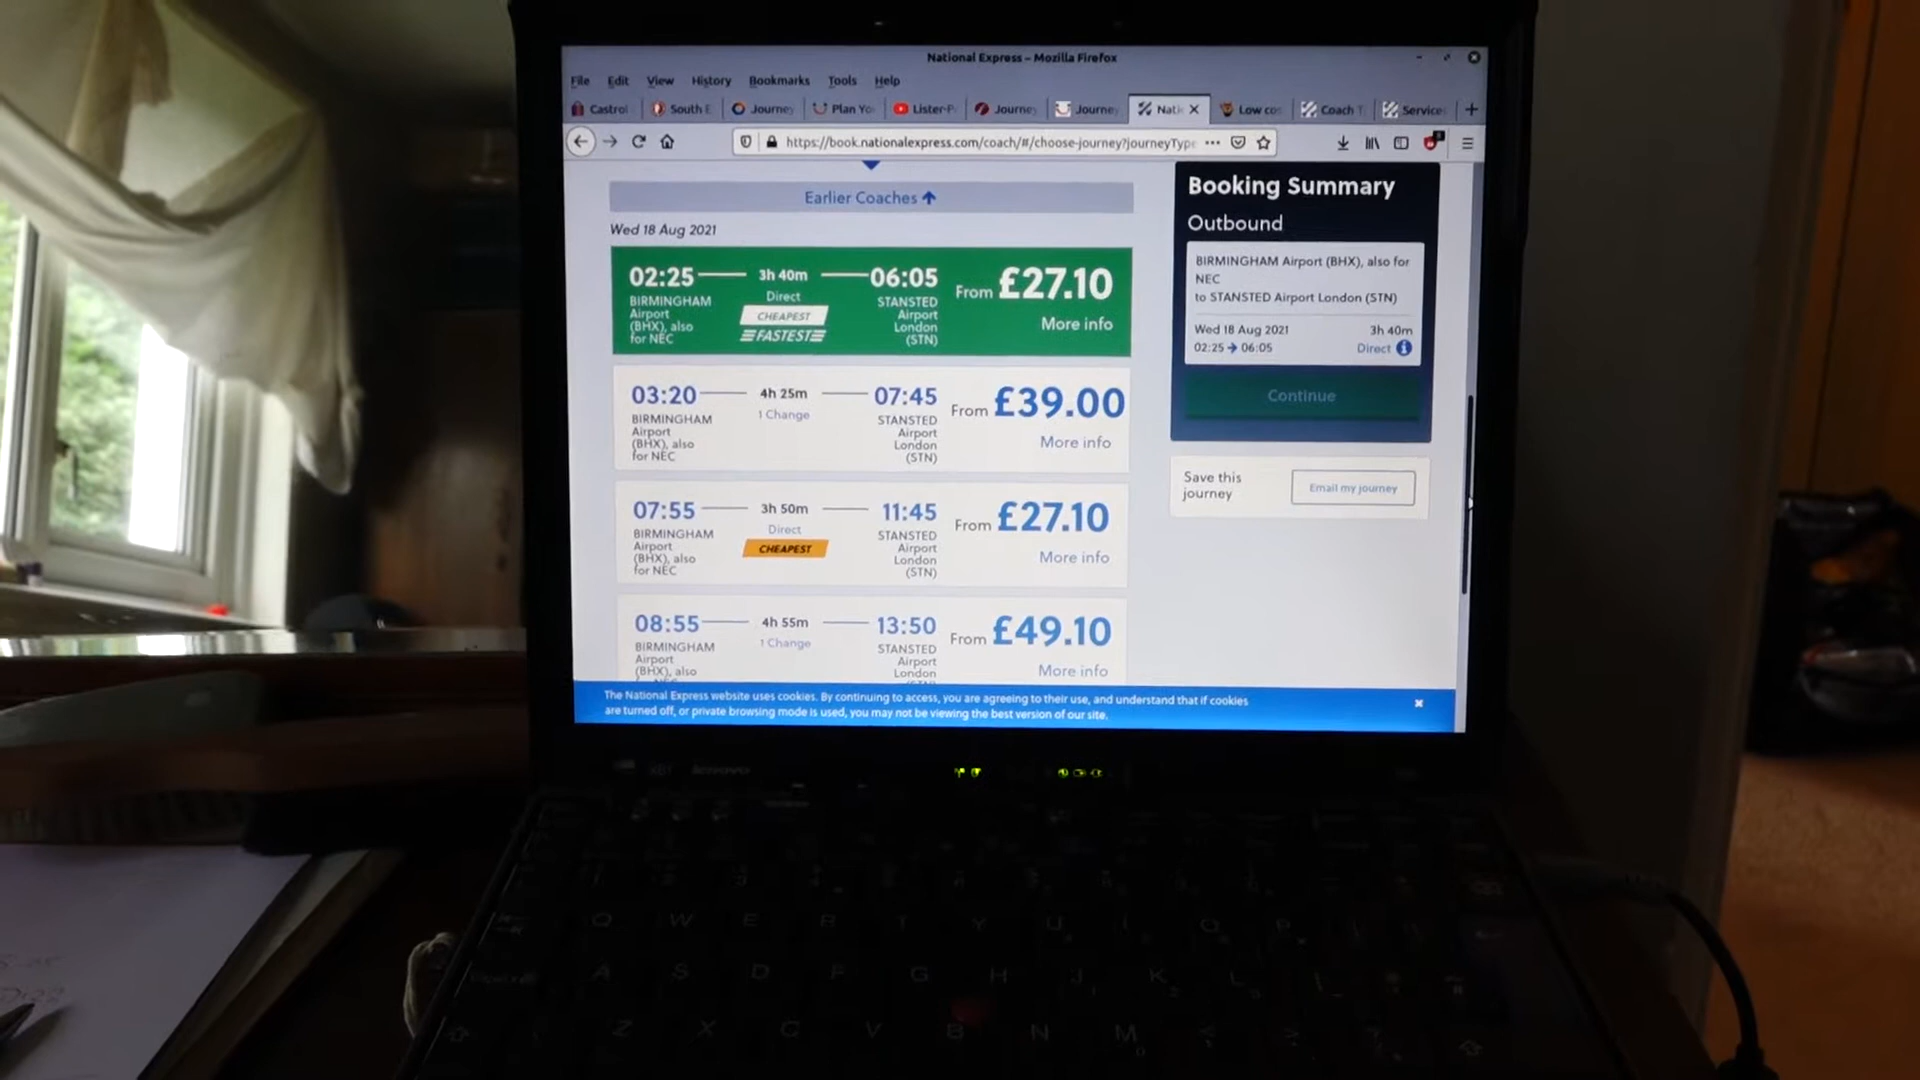 National Express – Mozilla Firefox
File Edit View History Bookmarks Tools Help
Castrol South E Journey Plan Yo Lister-P Journey Journey Nati Low cos Coach T Services
https://book.nationalexpress.com/coach/#/choose-journey?journeyType
Earlier Coaches
Wed 18 Aug 2021
02:25 3h 40m 06:05 From £27.10
Direct
BIRMINGHAM Airport (BHX), also for NEC
CHEAPEST
FASTEST
STANSTED Airport London (STN)
More info
03:20 4h 25m 07:45 From £39.00
1 Change
BIRMINGHAM Airport (BHX), also for NEC
STANSTED Airport London (STN)
More info
07:55 3h 50m 11:45 From £27.10
Direct
BIRMINGHAM Airport (BHX), also for NEC
CHEAPEST
STANSTED Airport London (STN)
More info
08:55 4h 55m 13:50 From £49.10
1 Change
BIRMINGHAM Airport (BHX), also
STANSTED Airport London
More info
Booking Summary
Outbound
BIRMINGHAM Airport (BHX), also for
NEC
to STANSTED Airport London (STN)
Wed 18 Aug 2021 3h 40m
02:25 → 06:05 Direct
Continue
Save this
journey
Email my journey
The National Express website uses cookies. By continuing to access, you are agreeing to their use, and understand that if cookies
are turned off, or private browsing mode is used, you may not be viewing the best version of our site.
lenovo
Q W E R T Y U I O P
A S D F G H J K L
Z X C V B N M